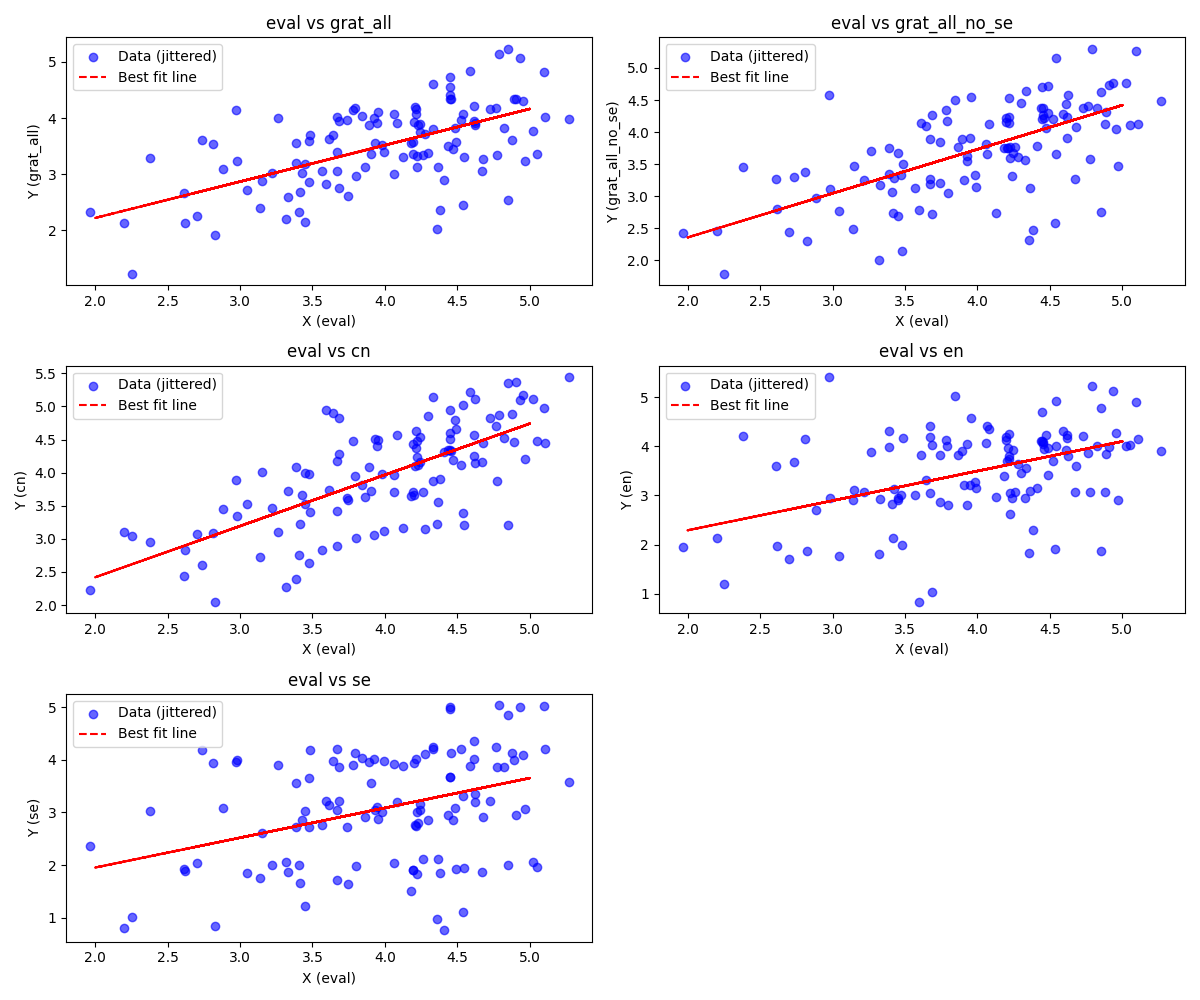 eval vs grat_all
Data (jittered)
Best fit line
Y (grat_all)
5
4
3
2
2.0 2.5 3.0 3.5 4.0 4.5 5.0
X (eval)
eval vs grat_all_no_se
Data (jittered)
Best fit line
Y (grat_all_no_se)
5.0
4.5
4.0
3.5
3.0
2.5
2.0
2.0 2.5 3.0 3.5 4.0 4.5 5.0
X (eval)
eval vs cn
Data (jittered)
Best fit line
Y (cn)
5.5
5.0
4.5
4.0
3.5
3.0
2.5
2.0
2.0 2.5 3.0 3.5 4.0 4.5 5.0
X (eval)
eval vs en
Data (jittered)
Best fit line
Y (en)
5
4
3
2
1
2.0 2.5 3.0 3.5 4.0 4.5 5.0
X (eval)
eval vs se
Data (jittered)
Best fit line
Y (se)
5
4
3
2
1
2.0 2.5 3.0 3.5 4.0 4.5 5.0
X (eval)